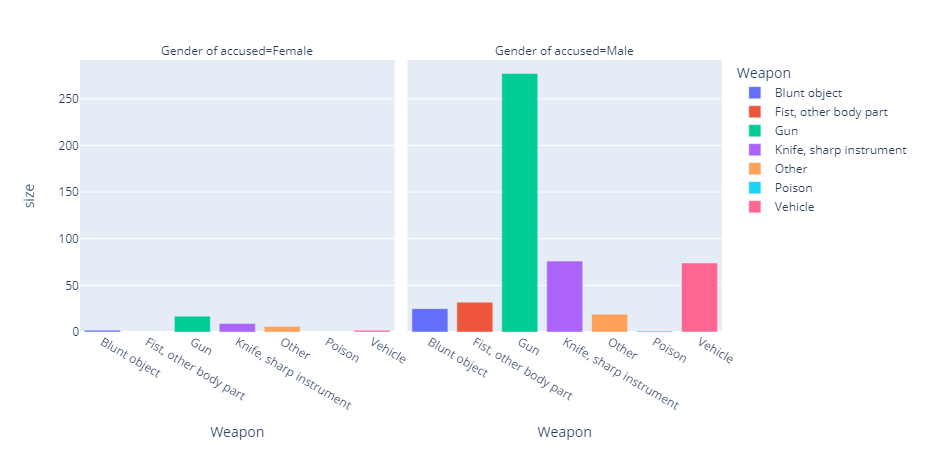 Gender of accused=Female
Gender of accused=Male
Weapon
Blunt object
Fist, other body part
Gun
Knife, sharp instrument
Other
Poison
Vehicle
size
250
200
150
100
50
0
Blunt object
Fist, other body part
Gun
Knife, sharp instrument
Other
Poison
Vehicle
Blunt object
Fist, other body part
Gun
Knife, sharp instrument
Other
Poison
Vehicle
Weapon
Weapon